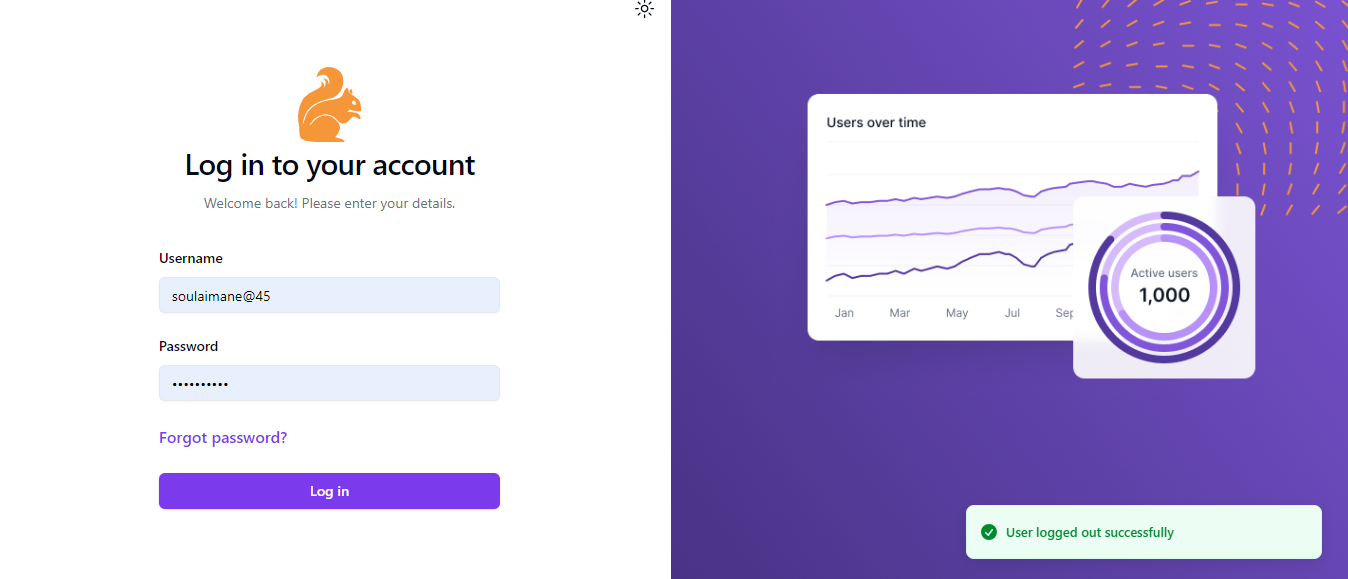 Log in to your account
Welcome back! Please enter your details.
Username
soulaimane@45
Password
••••••••••
Forgot password?
Log in
Users over time
Jan Mar May Jul Sep
Active users
1,000
User logged out successfully